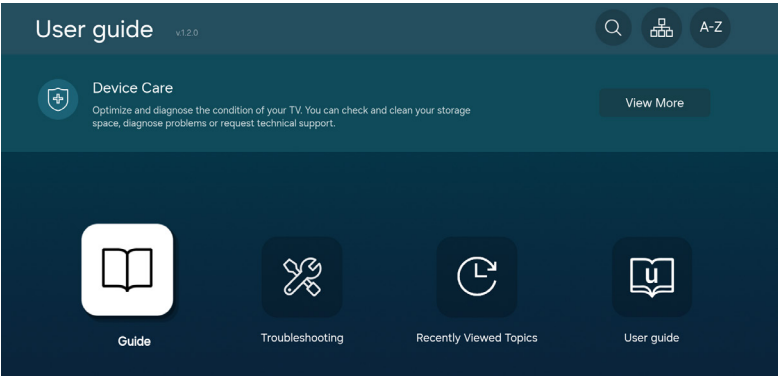 User guide v.1.2.0
A-Z
Device Care
Optimize and diagnose the condition of your TV. You can check and clean your storage
space, diagnose problems or request technical support.
View More
u
Guide
Troubleshooting
Recently Viewed Topics
User guide